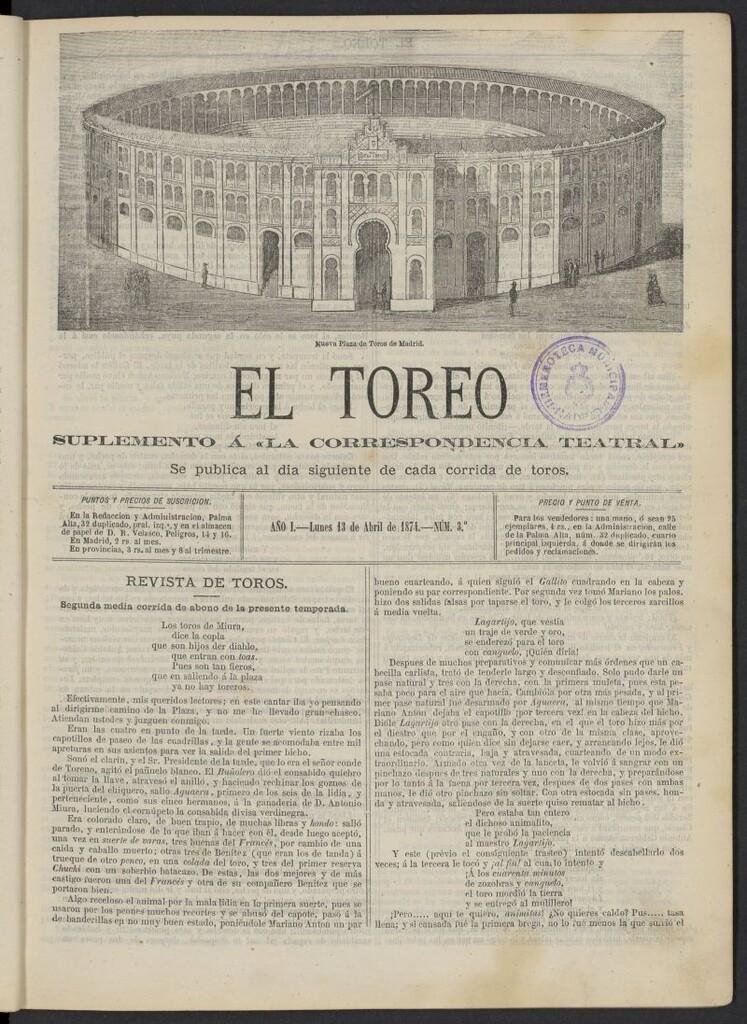 Nueva Plaza de Toros de Madrid.
EL TOREO
HEMEROTECA MUNICIPAL
SUPLEMENTO Á «LA CORRESPONDENCIA TEATRAL»
Se publica al dia siguiente de cada corrida de toros.
PUNTOS Y PRECIOS DE SUSCRICION.
En la Redaccion y Administracion, Palma
Alta, 32 duplicado, pral. izq.ª, y en el almacen
de papel de D. R. Velasco, Peligros, 14 y 16.
En Madrid, 2 rs. al mes.
En provincias, 3 rs. al mes y 8 al trimestre.
AÑO I.—Lunes 13 de Abril de 1874.—NÚM. 3.º
PRECIO Y PUNTO DE VENTA.
Para los vendedores: una mano, ó sean 25
ejemplares, 4 rs., en la Administracion, calle
de la Palma Alta, núm. 32 duplicado, cuarto
principal izquierda, á donde se dirigirán los
pedidos y reclamaciones.
REVISTA DE TOROS.
Segunda media corrida de abono de la presente temporada.
Los toros de Miura,
dice la copla
que son hijos der diablo,
que entran con toas.
Pues son tan fieros,
que en saliendo á la plaza
ya no hay toreros.
Efectivamente, mis queridos lectores; en este cantar iba yo pensando
al dirigirme camino de la Plaza, y no me he llevado gran chasco.
Atiendan ustedes y juzguen conmigo.
Eran las cuatro en punto de la tarde. Un fuerte viento rizaba los
capotillos de paseo de las cuadrillas, y la gente se acomodaba entre mil
apreturas en sus asientos para ver la salida del primer bicho.
Sonó el clarin, y el Sr. Presidente de la tarde, que lo era el señor conde
de Toreno, agitó el pañuelo blanco. El Buñolero dió el consabido quiebro
al tomar la llave, atravesó el anillo, y haciendo rechinar los goznes de
la puerta del chiquero, salió Aguaera, primero de los seis de la lidia, y
perteneciente, como sus cinco hermanos, á la ganadería de D. Antonio
Miura, luciendo el cornúpeto la consabida divisa verdinegra.
Era colorado claro, de buen trapío, de muchas libras y hondo: salió
parado, y enterándose de lo que iban á hacer con él, desde luego aceptó,
una vez en suerte de varas, tres buenas del Francés, por cambio de una
caida y caballo muerto; otras tres de Benitez (que eran los de tanda) á
trueque de otro penco, en una colada del toro, y tres del primer reserva
Chuchi con un soberbio batacazo. De estas, las dos mejores y de más
castigo fueron una del Francés y otra de su compañero Benitez que se
portaron bien.
Algo receloso el animal por la mala lidia en la primera suerte, pues se
usaron por los peones muchos recortes y se abusó del capote, pasó á la
de banderillas en no muy buen estado, poniéndole Mariano Anton un par
bueno cuarteando, á quien siguió el Gallito cuadrando en la cabeza y
poniendo su par correspondiente. Por segunda vez tomó Mariano los palos,
hizo dos salidas falsas por taparse el toro, y le colgó los terceros zarcillos
á media vuelta.
Lagartijo, que vestia
un traje de verde y oro,
se enderezó para el toro
con canguelo, ¡Quién diria!
Despues de muchos preparativos y comunicar más órdenes que un ca-
becilla carlista, trató de tenderle largo y desconfiado. Solo pudo darle un
pase natural y tres con la derecha, con la primera muleta, pues esta pe-
saba poco para el aire que hacía. Cambióla por otra más pesada, y al pri-
mer pase natural fué desarmado por Aguaera, al mismo tiempo que Ma-
riano Anton dejaba el capotillo ¡por tercera vez! en la cabeza del bicho.
Dióle Lagartijo otro pase con la derecha, en el que el toro hizo más por
el diestro que por el engaño, y con otro de la misma clase, aprove-
chando, pero como quien dice sin dejarse caer, y arrancando lejos, le dió
una estocada contraria, baja y atravesada, cuarteando de un modo ex-
traordinario. Armado otra vez de la lanceta, le volvió á sangrar con un
pinchazo despues de tres naturales y uno con la derecha, y preparándose
por lo tanto á la faena por tercera vez, despues de dos pases con ambas
manos, le dió otro pinchazo sin soltar. Con otra estocada sin pases, hon-
da y atravesada, saliéndose de la suerte quiso rematar al bicho.
Pero estaba tan entero
el dichoso animalito,
que le probó la paciencia
al maestro Lagartijo.
Y este (prévio el consiguiente trasteo) intentó descabellarlo dos
veces; á la tercera le tocó y ¡al fin! al cuarto intento y
¡Á los cuarenta minutos
de zozobras y canguelo,
el toro mordió la tierra
y se entregó al mulillero!
¡Pero..... aquí te quiero, animitas! ¿No quieres caldo? Pus..... tasa
llena; y si cansada fué la primera brega, no lo fué menos la que sufrió el